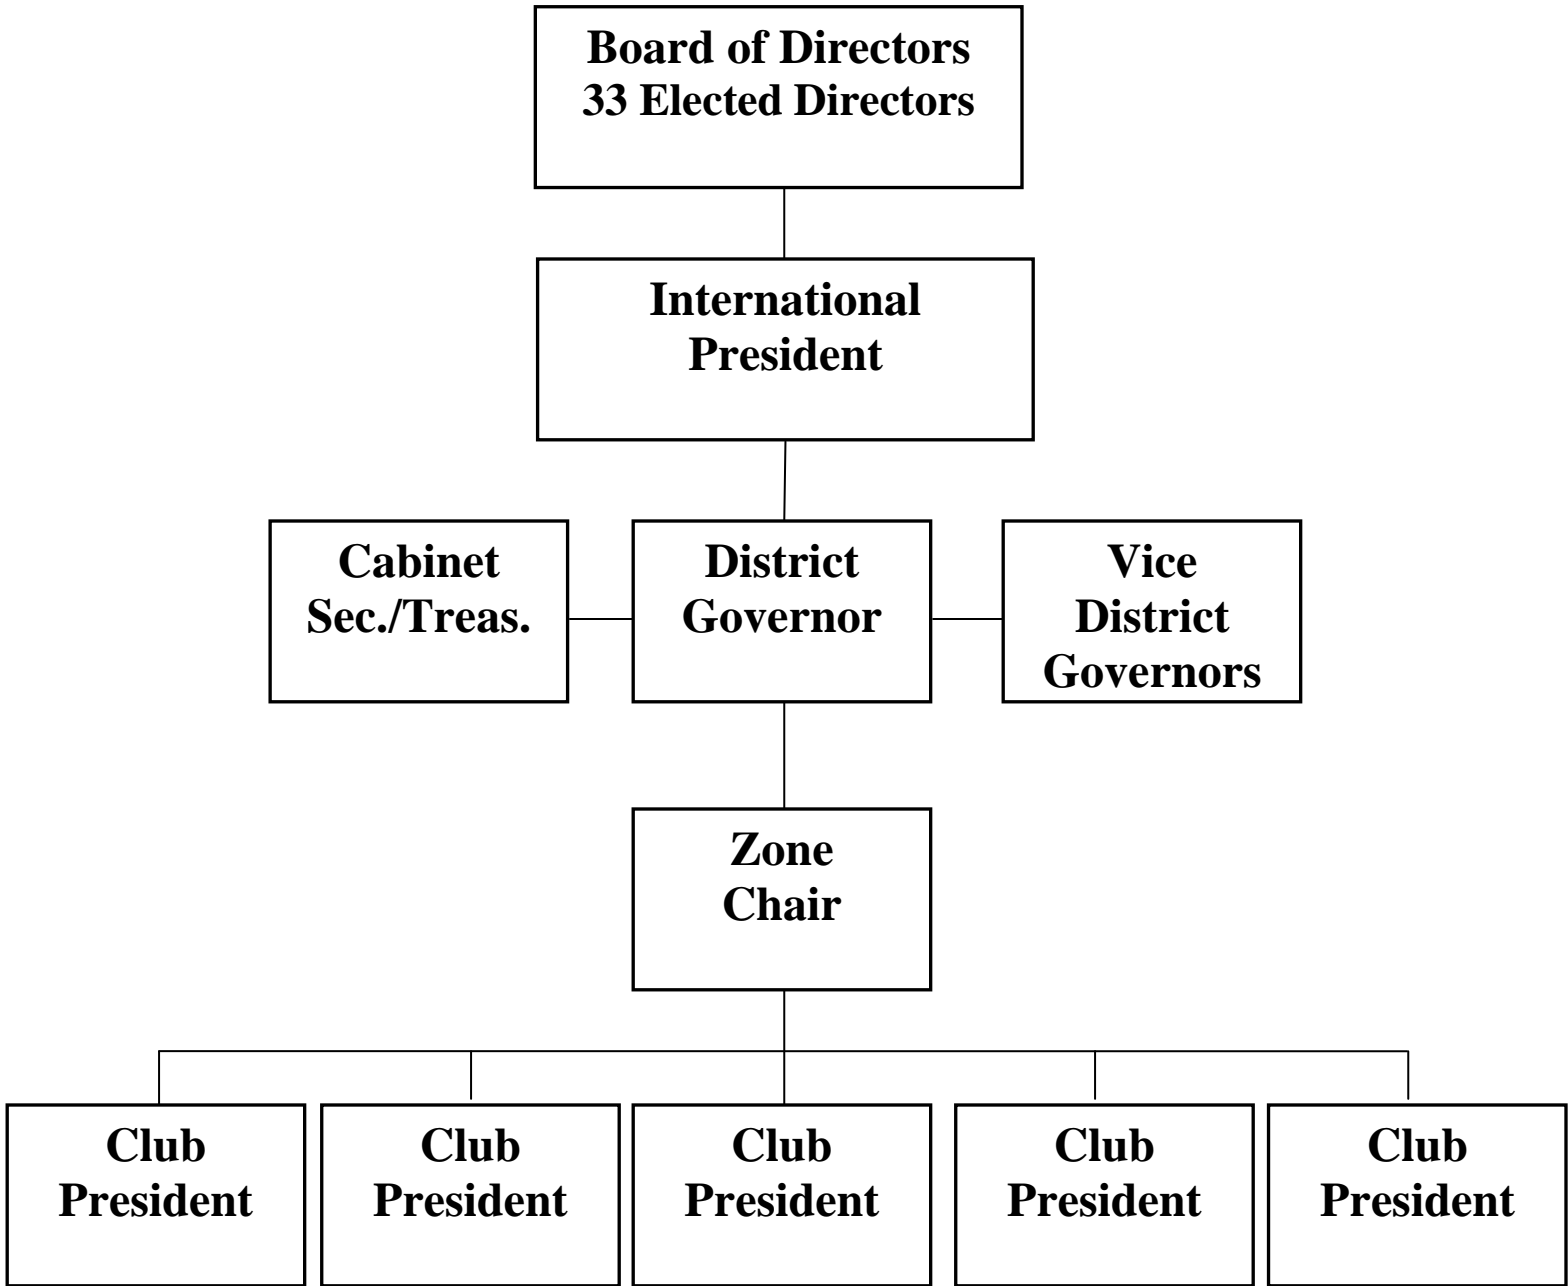 Board of Directors
33 Elected Directors
International
President
Cabinet
Sec./Treas.
District
Governor
Vice
District
Governors
Zone
Chair
Club
President
Club
President
Club
President
Club
President
Club
President